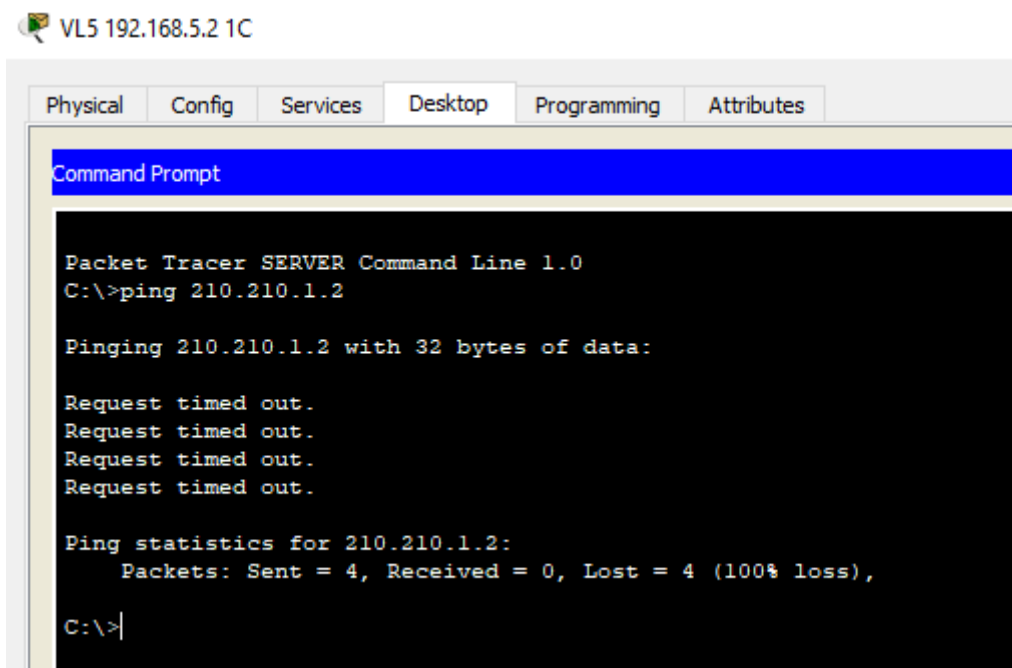 VL5 192.168.5.2 1C
Physical Config Services Desktop Programming Attributes
Command Prompt
Packet Tracer SERVER Command Line 1.0
C:\>ping 210.210.1.2
Pinging 210.210.1.2 with 32 bytes of data:
Request timed out.
Request timed out.
Request timed out.
Request timed out.
Ping statistics for 210.210.1.2:
Packets: Sent = 4, Received = 0, Lost = 4 (100% loss),
C:\>